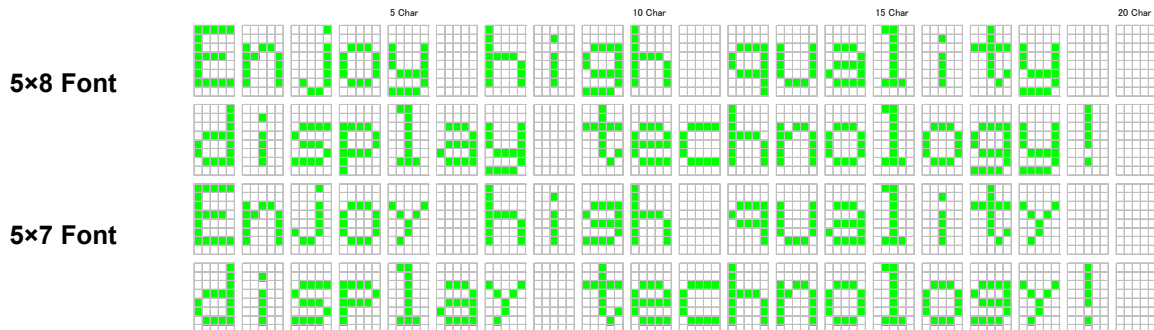 5 Char 10 Char 15 Char 20 Char
5×8 Font
Enjoy high quality
display technology!
5×7 Font
Enjoy high quality
display technology!